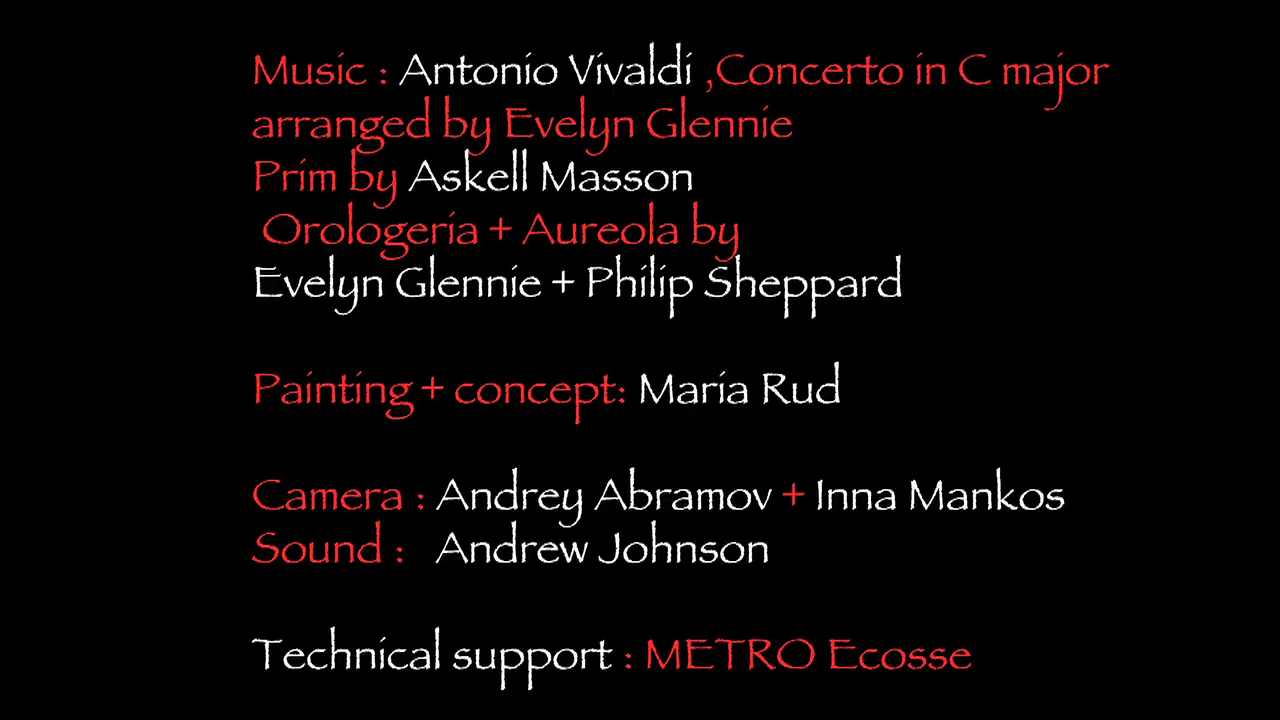 Music : Antonio Vivaldi ,Concerto in C major
arranged by Evelyn Glennie
Prim by Askell Masson
Orologeria + Aureola by
Evelyn Glennie + Philip Sheppard
Painting + concept: Maria Rud
Camera : Andrey Abramov + Inna Mankos
Sound : Andrew Johnson
Technical support : METRO Ecosse